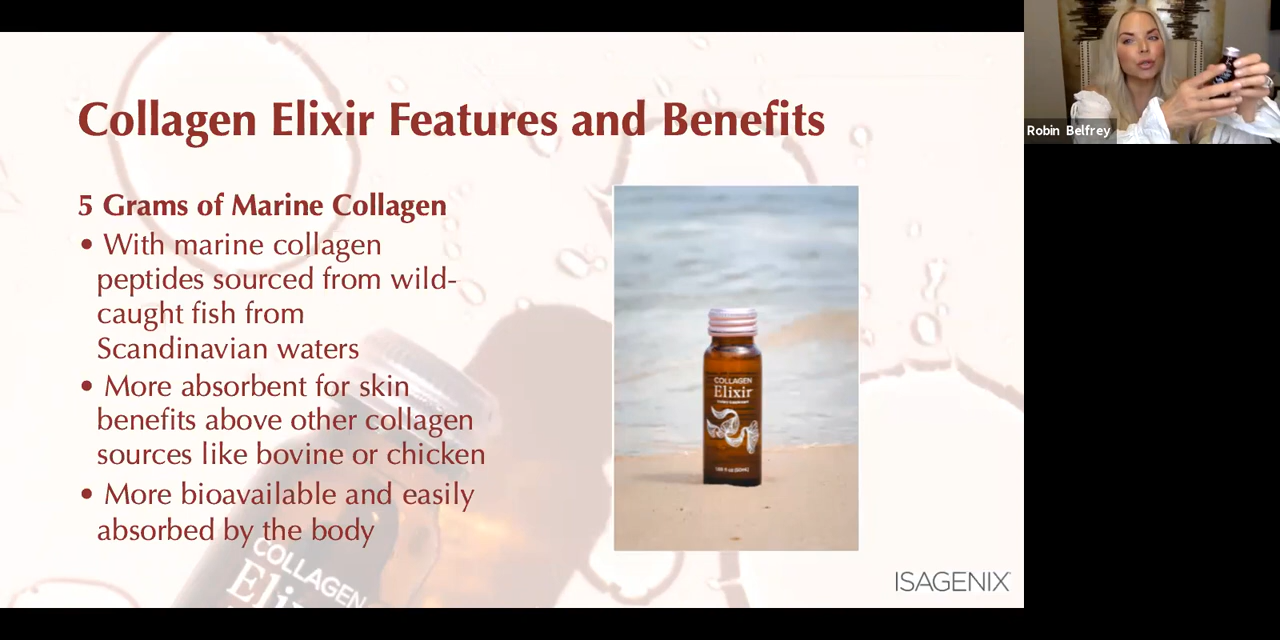 Collagen Elixir Features and Benefits
5 Grams of Marine Collagen
• With marine collagen
peptides sourced from wild-
caught fish from
Scandinavian waters
• More absorbent for skin
benefits above other collagen
sources like bovine or chicken
• More bioavailable and easily
absorbed by the body
COLLAGEN
Elixir
COLLAGEN
ISAGENIX
Robin Belfrey